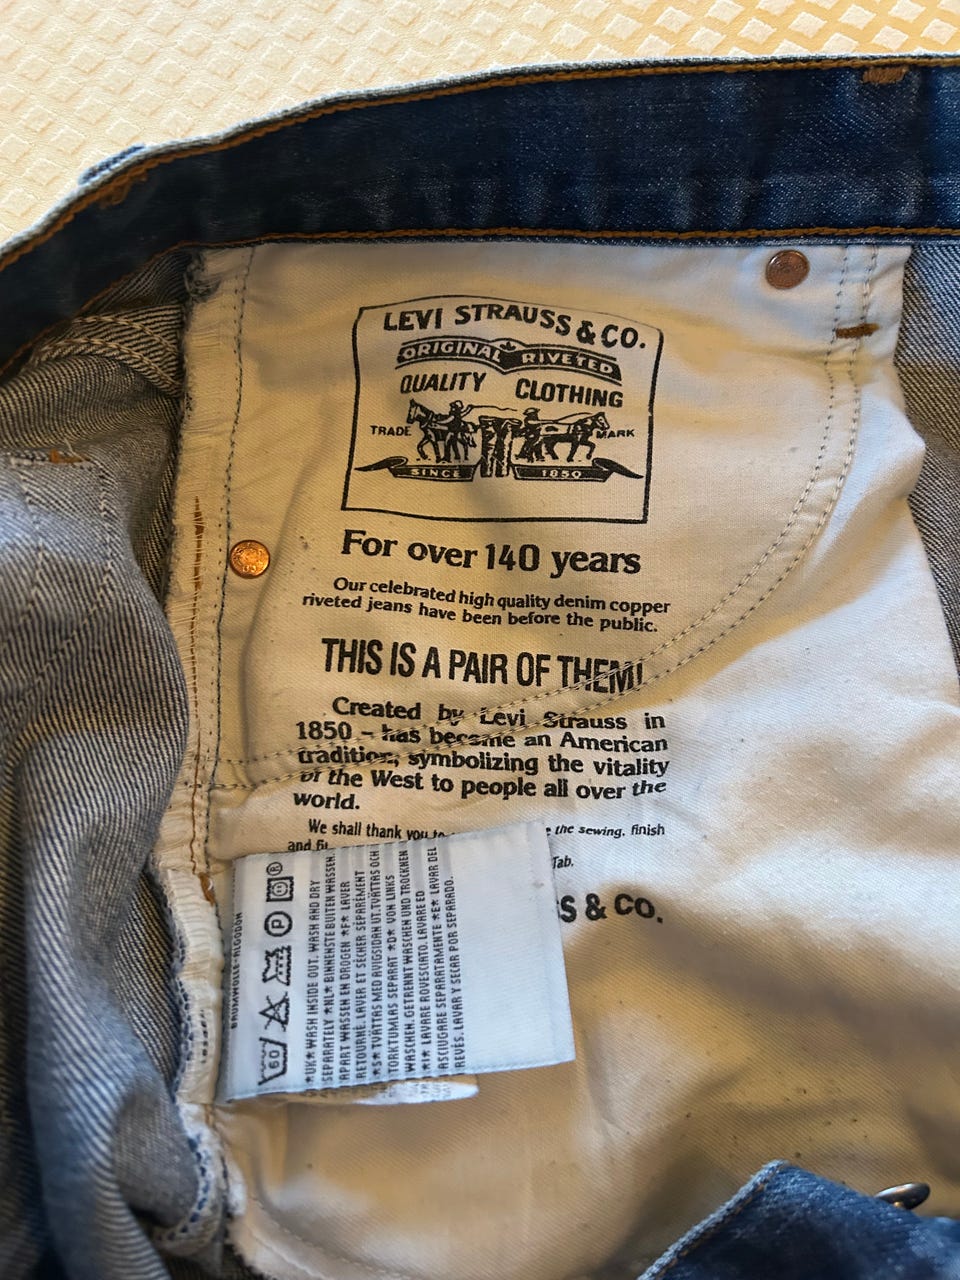 LEVI STRAUSS & CO.
ORIGINAL RIVETED
QUALITY CLOTHING
TRADE MARK
SINCE 1850
For over 140 years
Our celebrated high quality denim copper
riveted jeans have been before the public.
THIS IS A PAIR OF THEM!
Created by Levi Strauss in
1850 – has become an American
tradition, symbolizing the vitality
of the West to people all over the
world.
We shall thank you to the sewing, finish
and
Tab.
S & CO.
BAUMWOLLE-ALGODON
60 P R
*UK*WASH INSIDE OUT. WASH AND DRY
SEPARATELY *NL* BINNENSTE BUITEN WASSEN.
APART WASSEN EN DROGEN *F* LAVER
RETOURNE. LAVER ET SÉCHER SÉPARÉMENT
*S* TVÄTTAS MED AVIGSIDAN UT. TVÄTTAS OCH
TORKTUMLAS SEPARAT *D* VON LINKS
WASCHEN. GETRENNT WASCHEN UND TROCKNEN
*I* LAVARE ROVESCIATO. LAVARE ED
ASCIUGARE SEPARATAMENTE *E* LAVAR DEL
REVÉS. LAVAR Y SECAR POR SEPARADO.